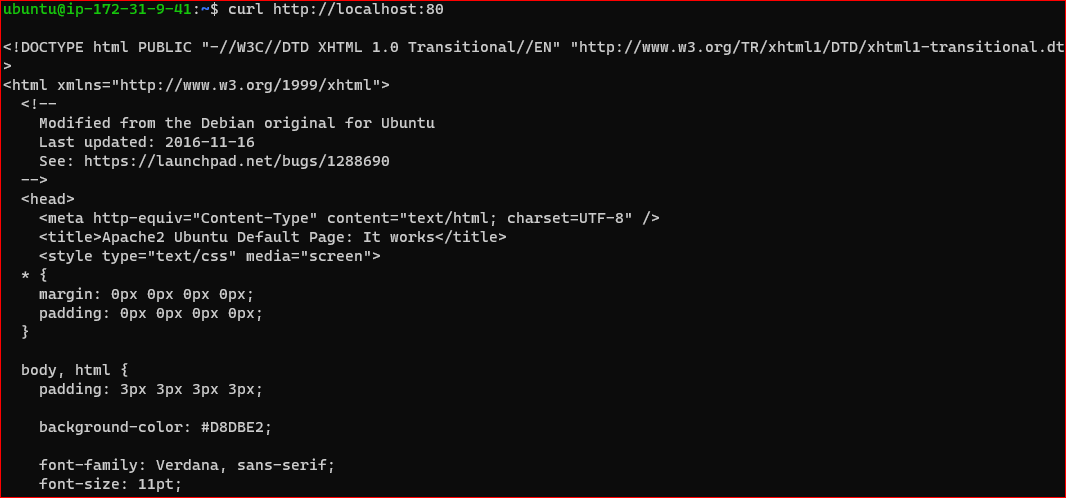 ubuntu@ip-172-31-9-41:~$ curl http://localhost:80

<!DOCTYPE html PUBLIC "-//W3C//DTD XHTML 1.0 Transitional//EN" "http://www.w3.org/TR/xhtml1/DTD/xhtml1-transitional.dt
>
<html xmlns="http://www.w3.org/1999/xhtml">
  <!--
    Modified from the Debian original for Ubuntu
    Last updated: 2016-11-16
    See: https://launchpad.net/bugs/1288690
  -->
  <head>
    <meta http-equiv="Content-Type" content="text/html; charset=UTF-8" />
    <title>Apache2 Ubuntu Default Page: It works</title>
    <style type="text/css" media="screen">
  * {
    margin: 0px 0px 0px 0px;
    padding: 0px 0px 0px 0px;
  }

  body, html {
    padding: 3px 3px 3px 3px;

    background-color: #D8DBE2;

    font-family: Verdana, sans-serif;
    font-size: 11pt;